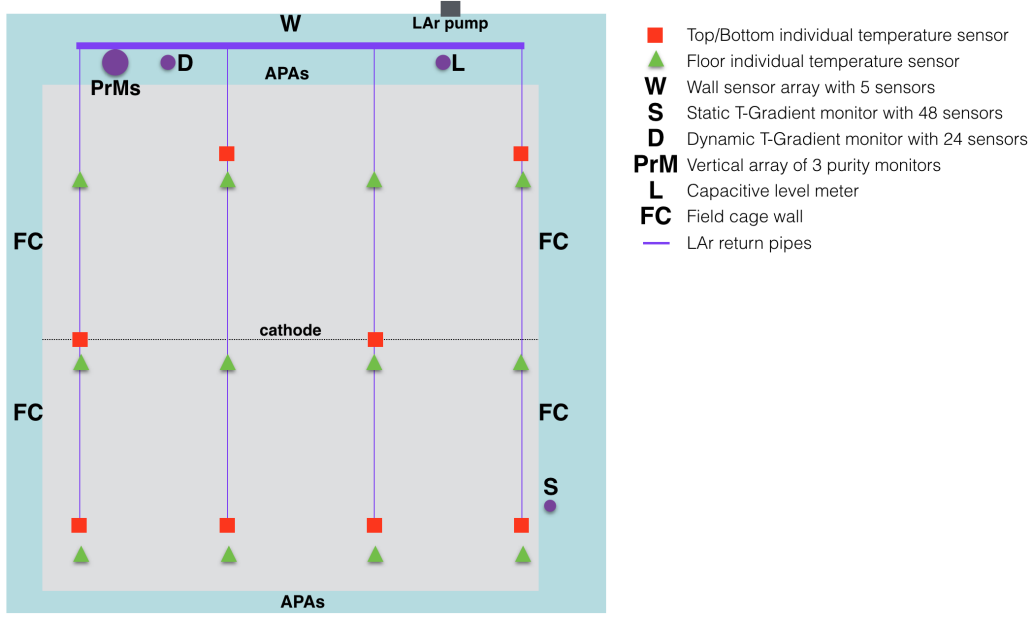 W
LAr pump
D
L
PrMs
APAs
FC
FC
cathode
FC
FC
S
APAs
Top/Bottom individual temperature sensor
Floor individual temperature sensor
W Wall sensor array with 5 sensors
S Static T-Gradient monitor with 48 sensors
D Dynamic T-Gradient monitor with 24 sensors
PrM Vertical array of 3 purity monitors
L Capacitive level meter
FC Field cage wall
LAr return pipes